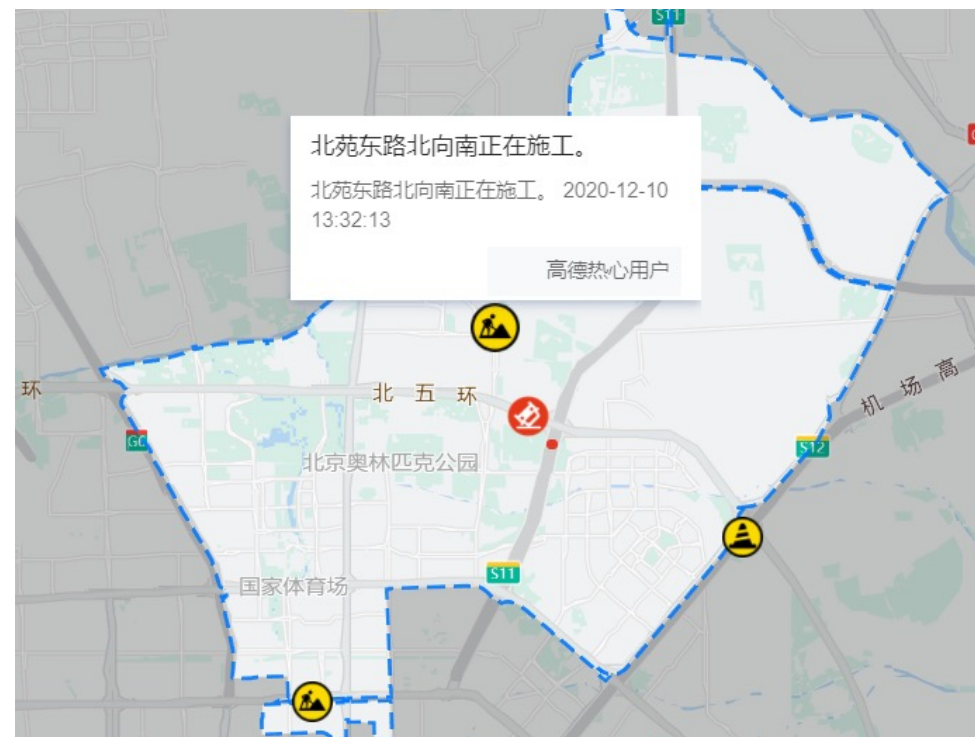 S11
北苑东路北向南正在施工。
北苑东路北向南正在施工。 2020-12-10
13:32:13
高德热心用户
环
北五环
机场高
G6
S12
北京奥林匹克公园
S11
国家体育场